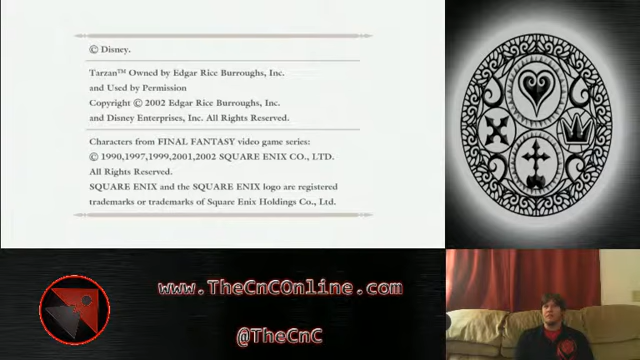 © Disney.
Tarzan™ Owned by Edgar Rice Burroughs, Inc.
and Used by Permission
Copyright © 2002 Edgar Rice Burroughs, Inc.
and Disney Enterprises, Inc. All Rights Reserved.
Characters from FINAL FANTASY video game series:
© 1990,1997,1999,2001,2002 SQUARE ENIX CO., LTD.
All Rights Reserved.
SQUARE ENIX and the SQUARE ENIX logo are registered
trademarks or trademarks of Square Enix Holdings Co., Ltd.
www.TheCnCOnline.com
@TheCnC